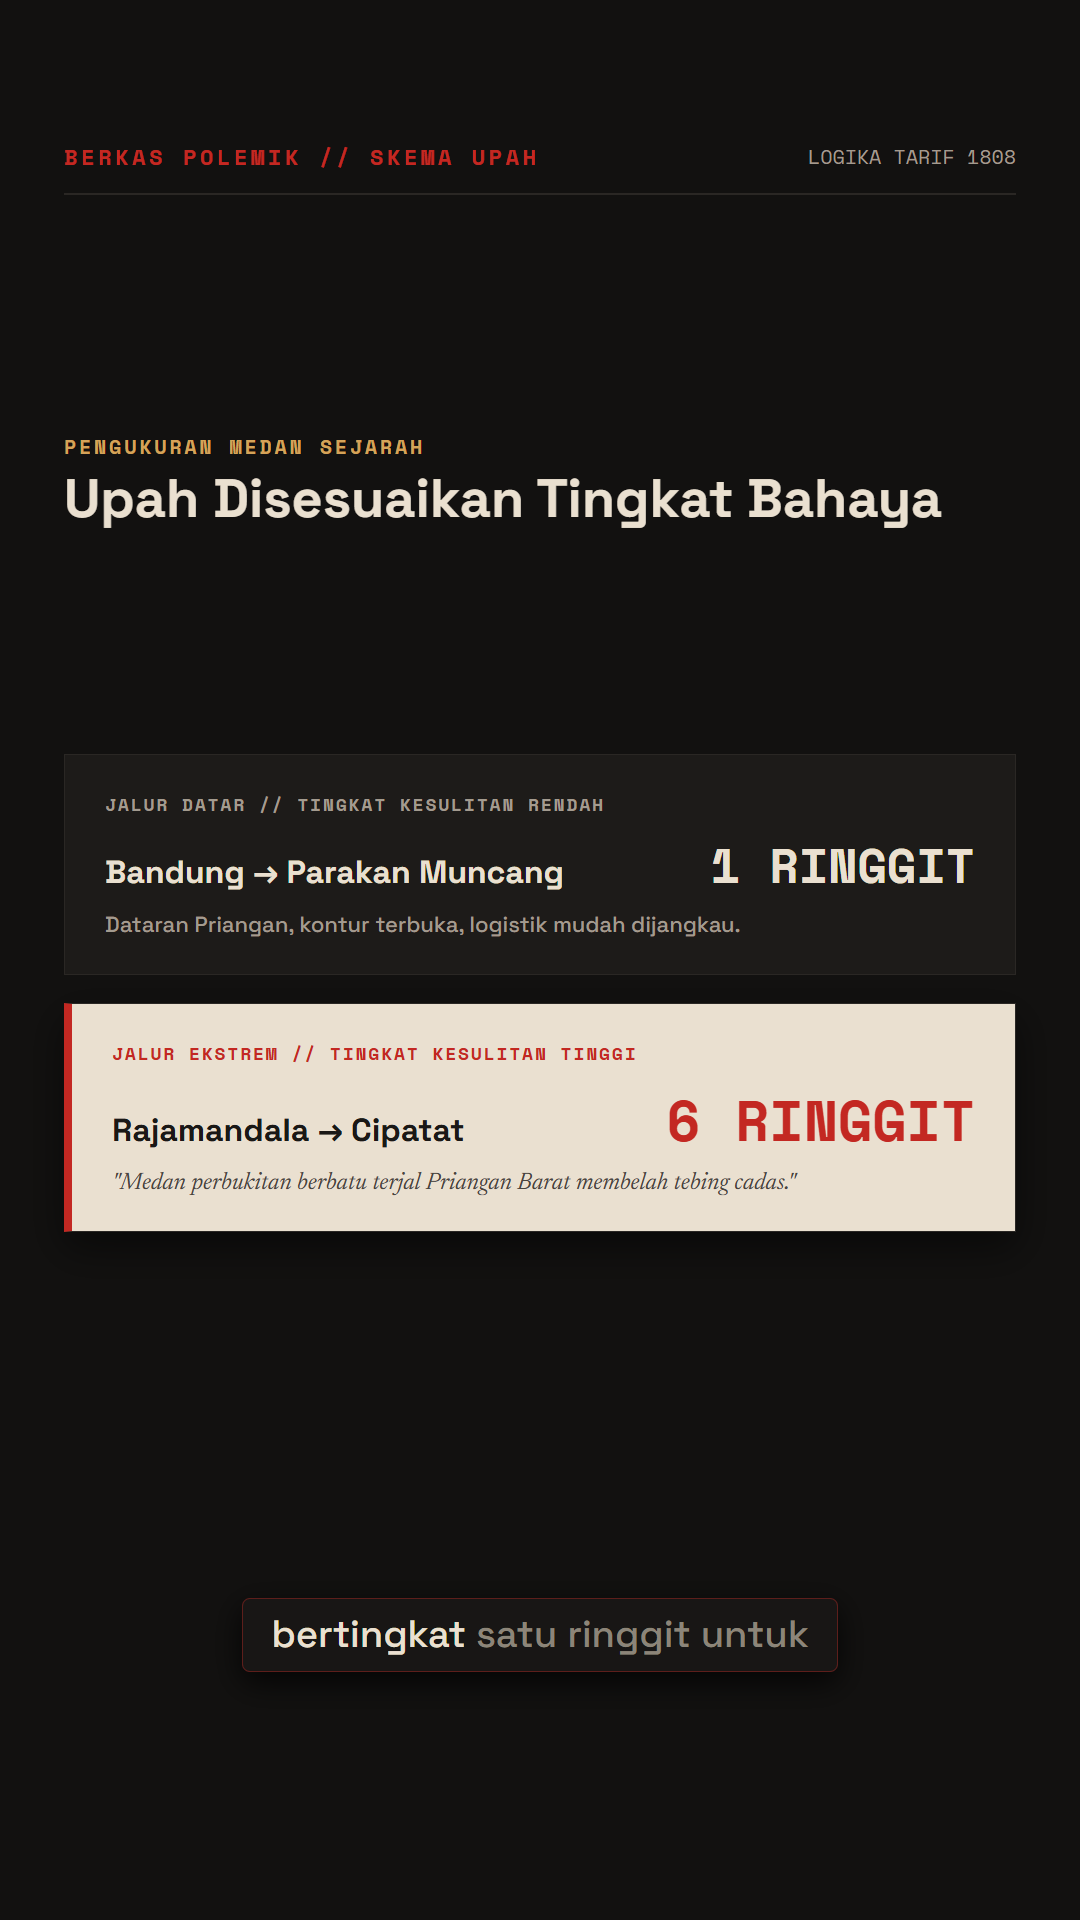 BERKAS POLEMIK // SKEMA UPAH
LOGIKA TARIF 1808
PENGUKURAN MEDAN SEJARAH
Upah Disesuaikan Tingkat Bahaya
JALUR DATAR // TINGKAT KESULITAN RENDAH
Bandung → Parakan Muncang
1 RINGGIT
Dataran Priangan, kontur terbuka, logistik mudah dijangkau.
JALUR EKSTREM // TINGKAT KESULITAN TINGGI
Rajamandala → Cipatat
6 RINGGIT
"Medan perbukitan berbatu terjal Priangan Barat membelah tebing cadas."
bertingkat satu ringgit untuk